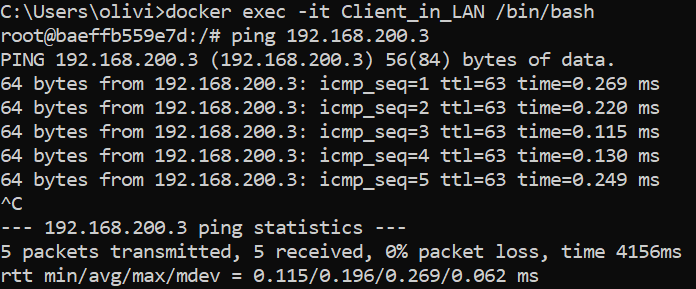 C:\Users\olivi>docker exec -it Client_in_LAN /bin/bash
root@baeffb559e7d:/# ping 192.168.200.3
PING 192.168.200.3 (192.168.200.3) 56(84) bytes of data.
64 bytes from 192.168.200.3: icmp_seq=1 ttl=63 time=0.269 ms
64 bytes from 192.168.200.3: icmp_seq=2 ttl=63 time=0.220 ms
64 bytes from 192.168.200.3: icmp_seq=3 ttl=63 time=0.115 ms
64 bytes from 192.168.200.3: icmp_seq=4 ttl=63 time=0.130 ms
64 bytes from 192.168.200.3: icmp_seq=5 ttl=63 time=0.249 ms
^C
--- 192.168.200.3 ping statistics ---
5 packets transmitted, 5 received, 0% packet loss, time 4156ms
rtt min/avg/max/mdev = 0.115/0.196/0.269/0.062 ms